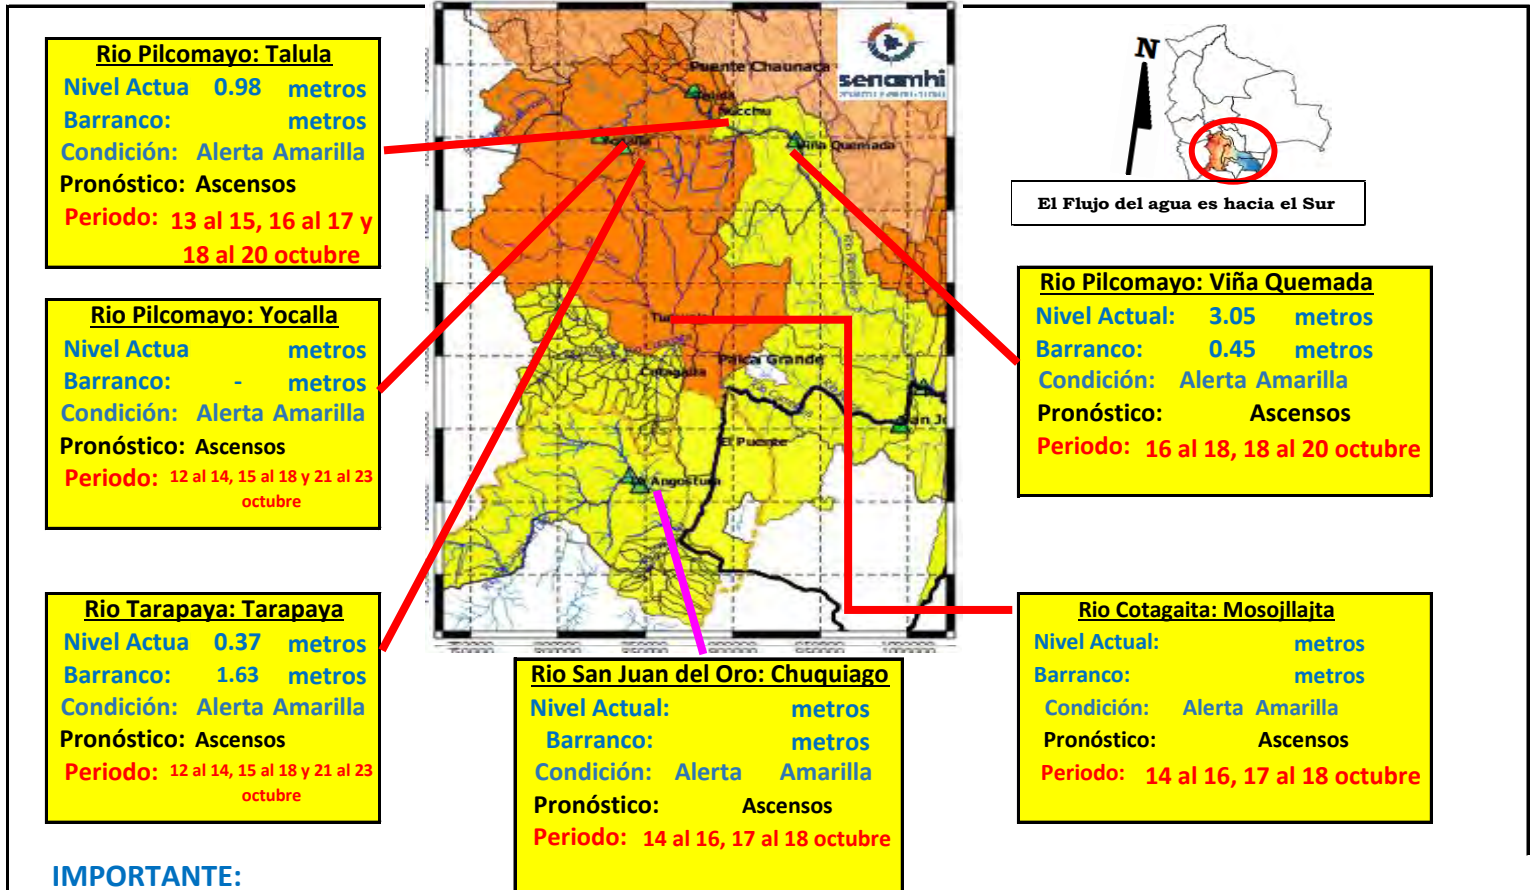 Rio Pilcomayo: Talula
Nivel Actua 0.98 metros
Barranco: metros
Condición: Alerta Amarilla
Pronóstico: Ascensos
Periodo: 13 al 15, 16 al 17 y
18 al 20 octubre
Rio Pilcomayo: Yocalla
Nivel Actua metros
Barranco: - metros
Condición: Alerta Amarilla
Pronóstico: Ascensos
Periodo: 12 al 14, 15 al 18 y 21 al 23
octubre
Rio Tarapaya: Tarapaya
Nivel Actua 0.37 metros
Barranco: 1.63 metros
Condición: Alerta Amarilla
Pronóstico: Ascensos
Periodo: 12 al 14, 15 al 18 y 21 al 23
octubre
IMPORTANTE:
senamhi
Puente Chaunaca
Viña Quemada
Palca Grande
Cotagaita
El Puente
Angostura
Rio San Juan del Oro: Chuquiago
Nivel Actual: metros
Barranco: metros
Condición: Alerta Amarilla
Pronóstico: Ascensos
Periodo: 14 al 16, 17 al 18 octubre
N
El Flujo del agua es hacia el Sur
Rio Pilcomayo: Viña Quemada
Nivel Actual: 3.05 metros
Barranco: 0.45 metros
Condición: Alerta Amarilla
Pronóstico: Ascensos
Periodo: 16 al 18, 18 al 20 octubre
Rio Cotagaita: Mosojllajta
Nivel Actual: metros
Barranco: metros
Condición: Alerta Amarilla
Pronóstico: Ascensos
Periodo: 14 al 16, 17 al 18 octubre